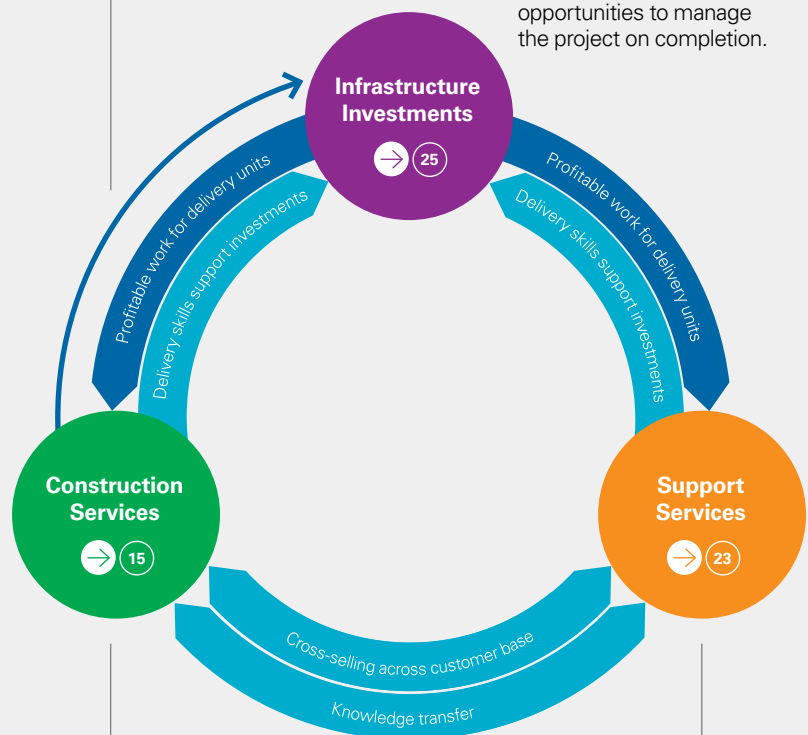 opportunities to manage
the project on completion.
Infrastructure
Investments
25
Profitable work for delivery units
Delivery skills support investments
Profitable work for delivery units
Delivery skills support investments
Construction
Services
15
Support
Services
23
Cross-selling across customer base
Knowledge transfer